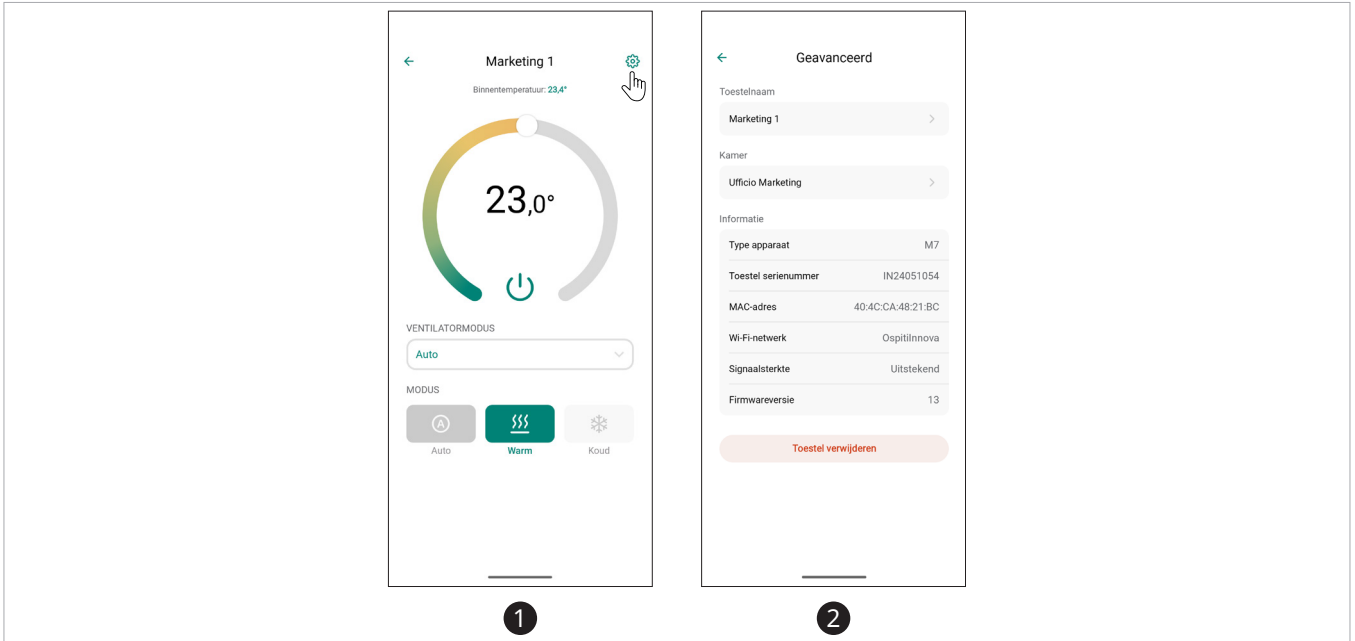 Marketing 1
Binnentemperatuur: 23,4°
23,0°
VENTILATORMODUS
Auto
MODUS
A
Auto Warm Koud
1
Geavanceerd
Toestelnaam
Marketing 1
Kamer
Ufficio Marketing
Informatie
Type apparaat M7
Toestel serienummer IN24051054
MAC-adres 40:4C:CA:48:21:BC
Wi-Fi-netwerk OspitiInnova
Signaalsterkte Uitstekend
Firmwareversie 13
Toestel verwijderen
2